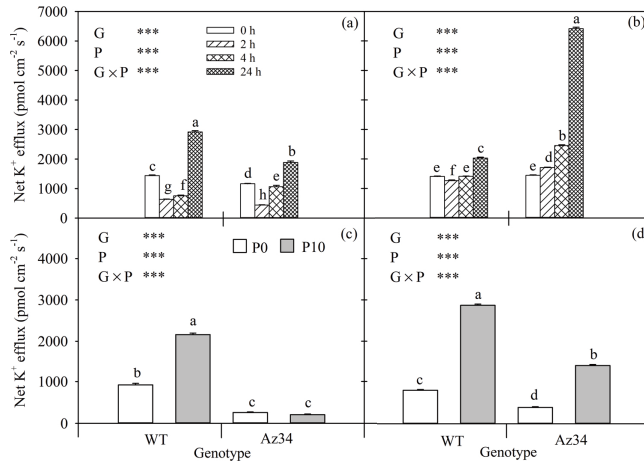 Net K⁺ efflux (pmol cm⁻² s⁻¹)
7000
6000
5000
4000
3000
2000
1000
0
(a)
G ***
P ***
G × P ***
0 h
2 h
4 h
24 h
c
g
f
a
d
h
e
b
(b)
G ***
P ***
G × P ***
e
f
e
c
e
d
b
a
Net K⁺ efflux (pmol cm⁻² s⁻¹)
4000
3000
2000
1000
0
(c)
G ***
P ***
G × P ***
P0
P10
b
a
c
c
WT
Az34
Genotype
(d)
G ***
P ***
G × P ***
c
a
d
b
WT
Az34
Genotype